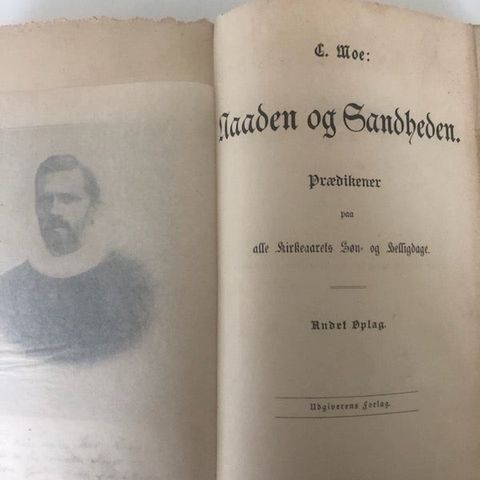 C. Moe:
Naaden og Sandheden.
Prædikener
paa
alle Kirkeaarets Søn- og Helligdage.
Andet Oplag.
Udgiverens Forlag.